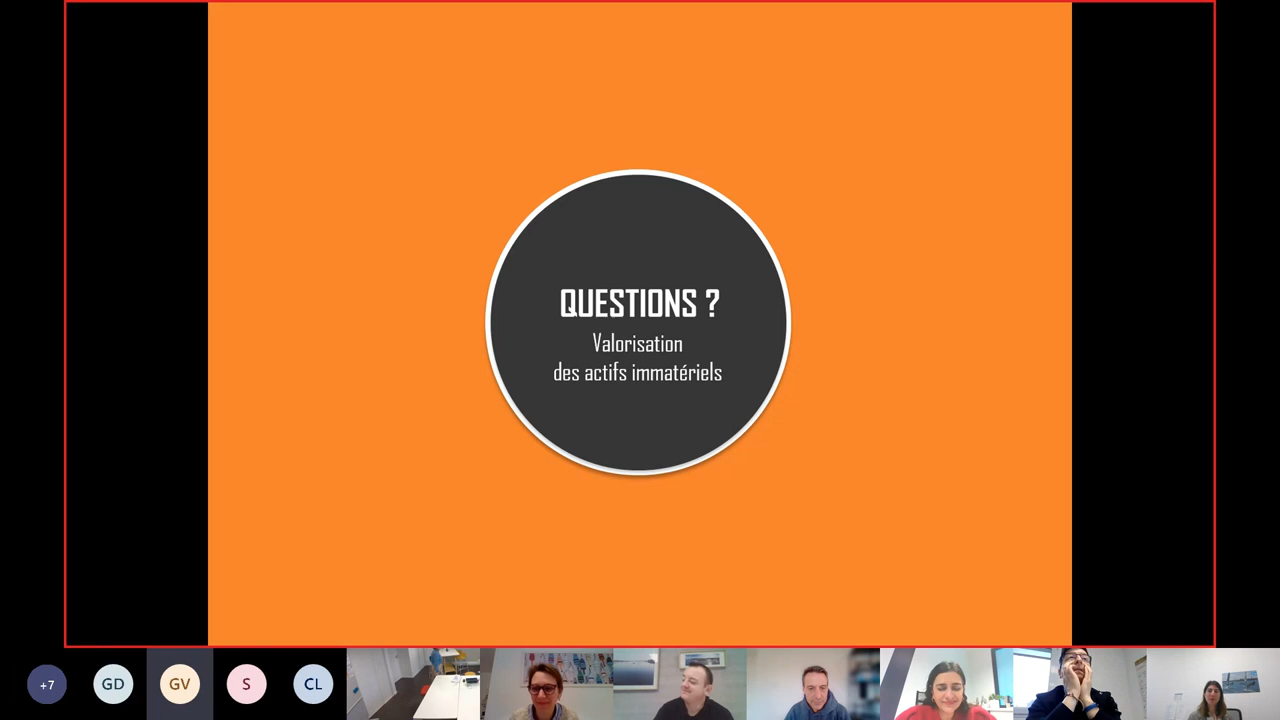 QUESTIONS ?
Valorisation
des actifs immatériels
+7
GD
GV
S
CL